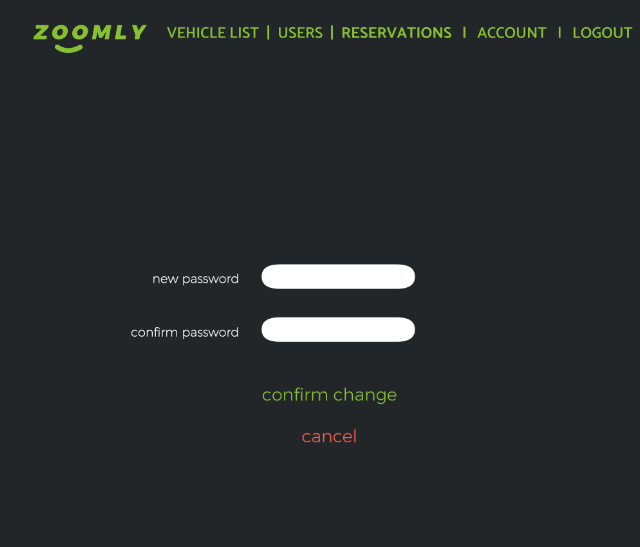 ZOOMLY VEHICLE LIST | USERS | RESERVATIONS | ACCOUNT | LOGOUT
new password
confirm password
confirm change
cancel